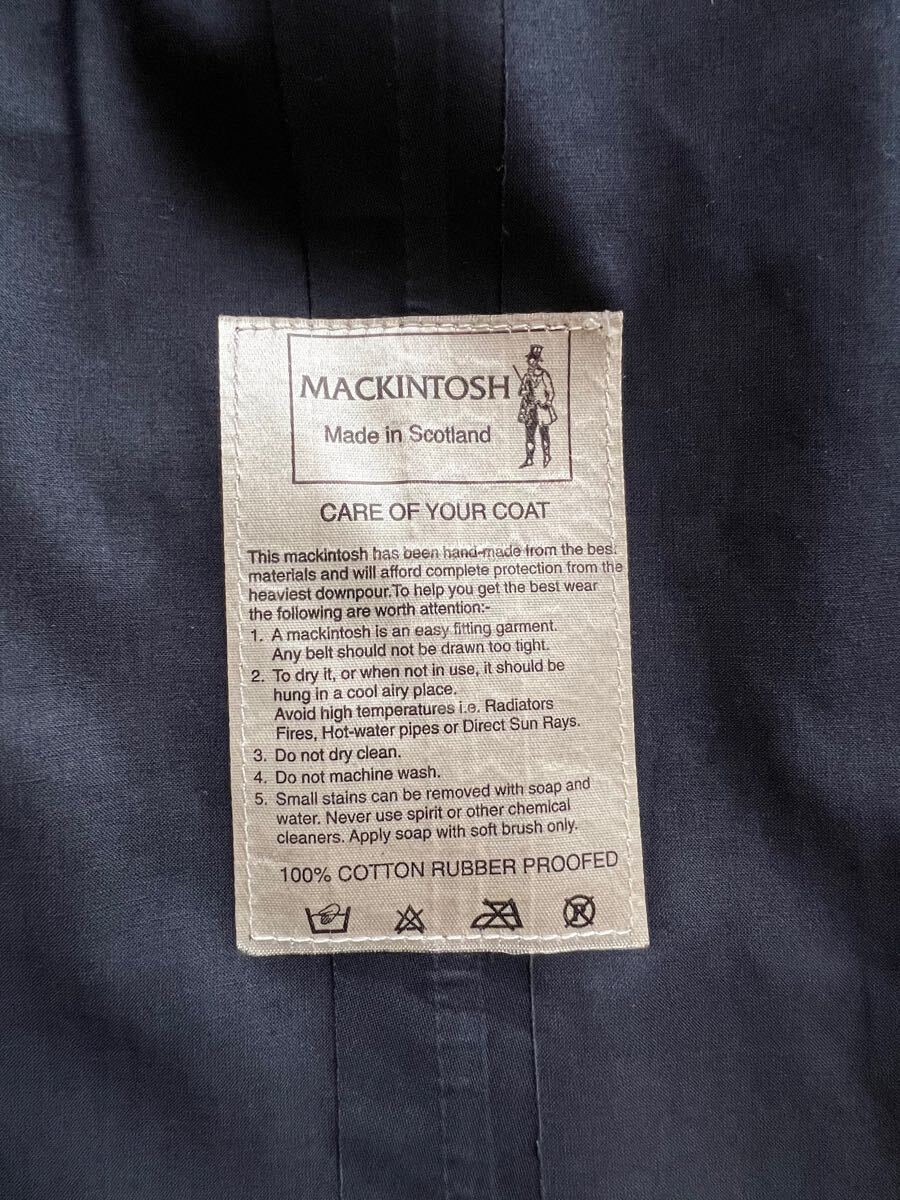 MACKINTOSH
Made in Scotland
CARE OF YOUR COAT
This mackintosh has been hand-made from the best
materials and will afford complete protection from the
heaviest downpour.To help you get the best wear
the following are worth attention:-
1. A mackintosh is an easy fitting garment.
Any belt should not be drawn too tight.
2. To dry it, or when not in use, it should be
hung in a cool airy place.
Avoid high temperatures i.e. Radiators
Fires, Hot-water pipes or Direct Sun Rays.
3. Do not dry clean.
4. Do not machine wash.
5. Small stains can be removed with soap and
water. Never use spirit or other chemical
cleaners. Apply soap with soft brush only.
100% COTTON RUBBER PROOFED